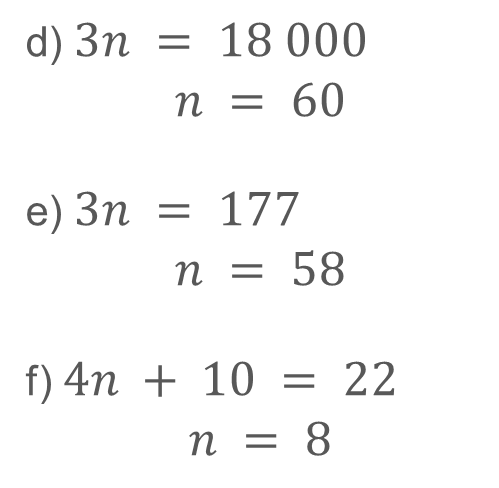 d) 3n = 18 000
n = 60
e) 3n = 177
n = 58
f) 4n + 10 = 22
n = 8